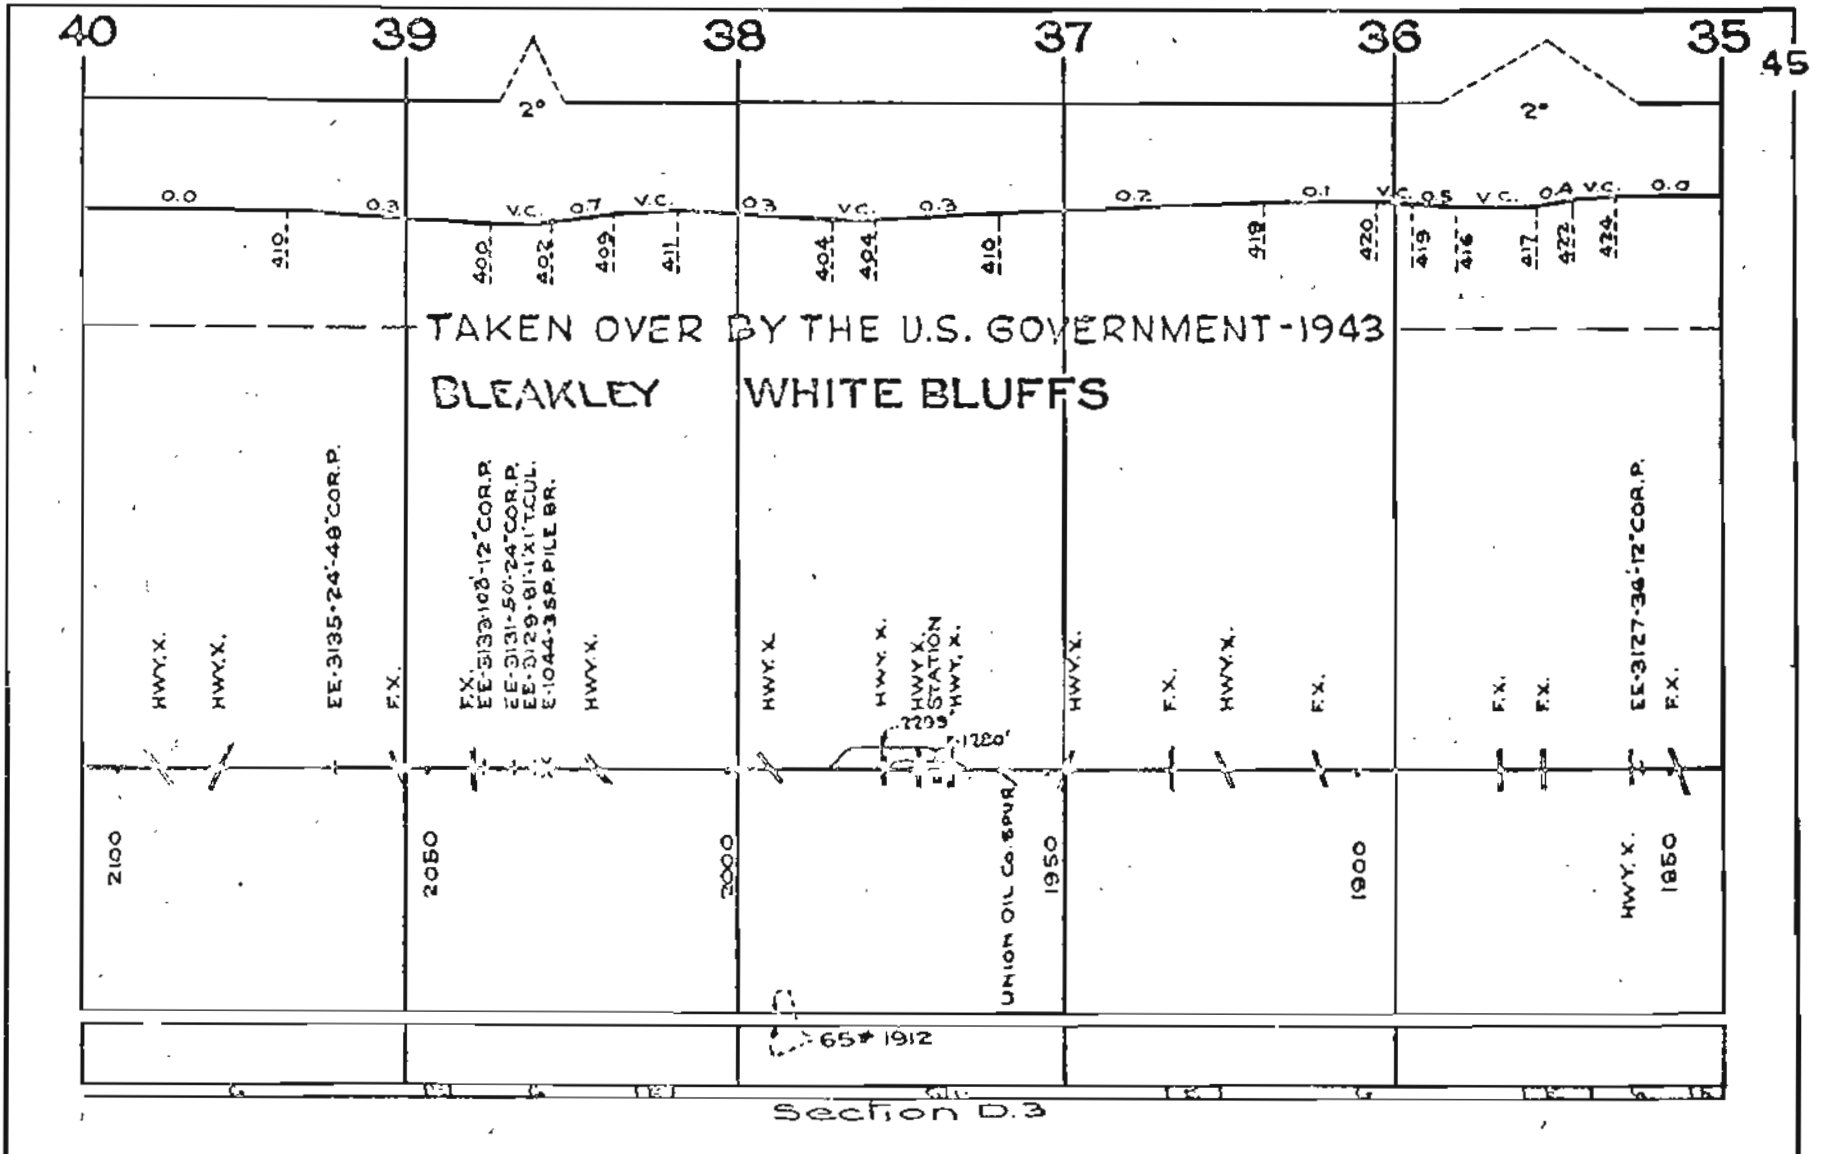 40 39 38 37 36 35
45
2° 2°
0.0 0.3 V.C. 0.7 V.C. 0.3 V.C. 0.3 0.2 0.1 V.C. 0.5 V.C. 0.4 V.C. 0.0
410 400 402 409 411 404 404 410 418 420 419 416 417 422 424
TAKEN OVER BY THE U.S. GOVERNMENT-1943
BLEAKLEY WHITE BLUFFS
HWY.X.
HWY.X.
EE-3135-24'-48"COR.P.
F.X.
F.X.
EE-3133-103'-12"COR.P.
EE-3131-50'-24"COR.P.
EE-3129-81'-1'X1'T.CUL.
E-1044-3 SP. PILE BR.
HWY.X.
HWY.X.
HWY. X.
HWY.X.
STATION
HWY. X.
HWY.X.
F.X.
HWY.X.
F.X.
F.X.
F.X.
EE-3127-34'-12"COR.P.
F.X.
2299'
1280'
2100 2050 2000 1950 1900 1850
UNION OIL CO. SPUR
HWY. X.
65# 1912
Section D.3